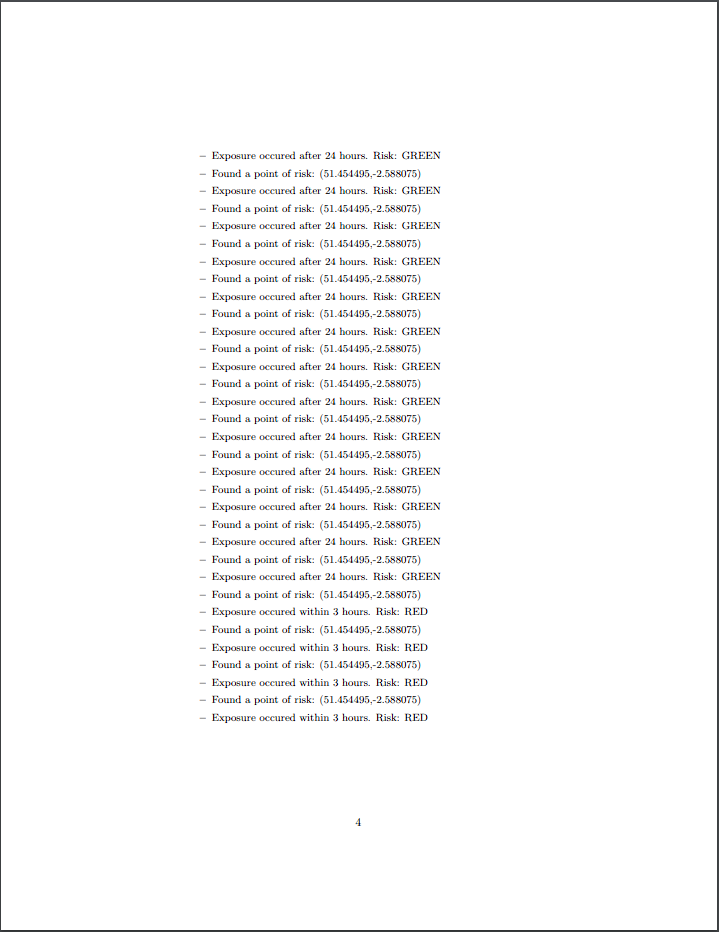 – Exposure occured after 24 hours. Risk: GREEN
– Found a point of risk: (51.454495,-2.588075)
– Exposure occured after 24 hours. Risk: GREEN
– Found a point of risk: (51.454495,-2.588075)
– Exposure occured after 24 hours. Risk: GREEN
– Found a point of risk: (51.454495,-2.588075)
– Exposure occured after 24 hours. Risk: GREEN
– Found a point of risk: (51.454495,-2.588075)
– Exposure occured after 24 hours. Risk: GREEN
– Found a point of risk: (51.454495,-2.588075)
– Exposure occured after 24 hours. Risk: GREEN
– Found a point of risk: (51.454495,-2.588075)
– Exposure occured after 24 hours. Risk: GREEN
– Found a point of risk: (51.454495,-2.588075)
– Exposure occured after 24 hours. Risk: GREEN
– Found a point of risk: (51.454495,-2.588075)
– Exposure occured after 24 hours. Risk: GREEN
– Found a point of risk: (51.454495,-2.588075)
– Exposure occured after 24 hours. Risk: GREEN
– Found a point of risk: (51.454495,-2.588075)
– Exposure occured after 24 hours. Risk: GREEN
– Found a point of risk: (51.454495,-2.588075)
– Exposure occured after 24 hours. Risk: GREEN
– Found a point of risk: (51.454495,-2.588075)
– Exposure occured after 24 hours. Risk: GREEN
– Found a point of risk: (51.454495,-2.588075)
– Exposure occured within 3 hours. Risk: RED
– Found a point of risk: (51.454495,-2.588075)
– Exposure occured within 3 hours. Risk: RED
– Found a point of risk: (51.454495,-2.588075)
– Exposure occured within 3 hours. Risk: RED
– Found a point of risk: (51.454495,-2.588075)
– Exposure occured within 3 hours. Risk: RED
4